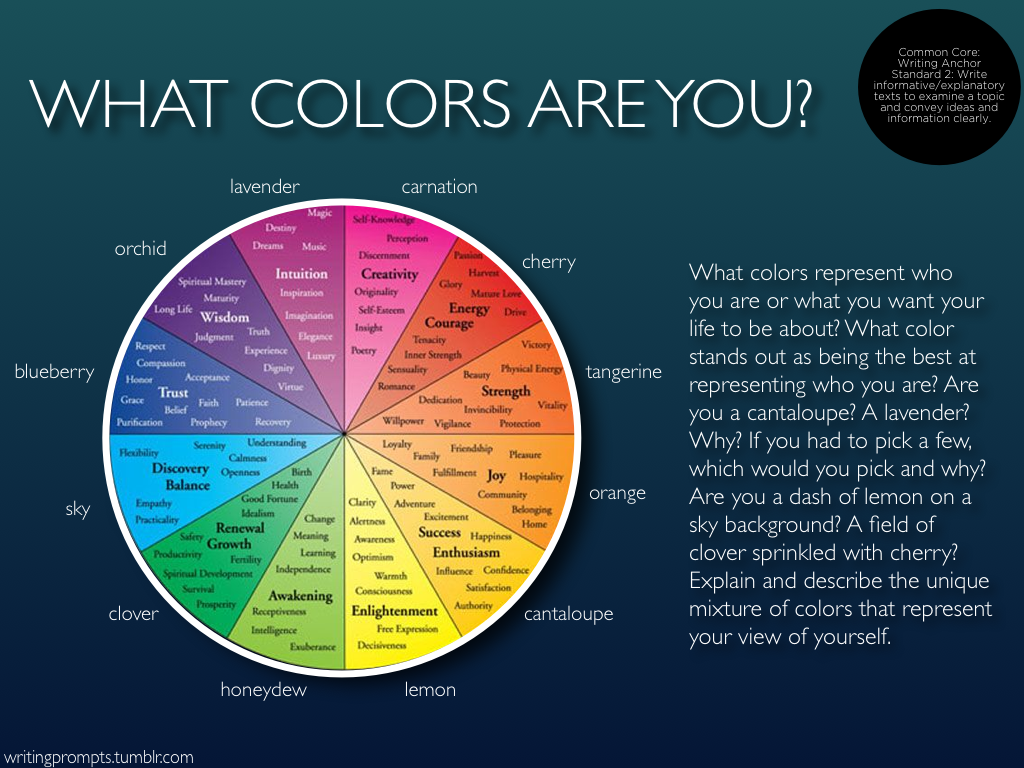 Common Core:
Writing Anchor
Standard 2: Write
informative/explanatory
texts to examine a topic
and convey ideas and
information clearly.
WHAT COLORS ARE YOU?
lavender
carnation
orchid
cherry
blueberry
tangerine
sky
orange
clover
cantaloupe
honeydew
lemon
Magic
Destiny
Dreams
Music
Intuition
Inspiration
Imagination
Elegance
Luxury
Self-Knowledge
Perception
Discernment
Creativity
Originality
Self-Esteem
Insight
Poetry
Passion
Harvest
Glory
Mature Love
Energy
Drive
Courage
Tenacity
Inner Strength
Sensuality
Romance
Victory
Physical Energy
Beauty
Strength
Dedication
Vitality
Invincibility
Willpower
Vigilance
Protection
Loyalty
Friendship
Family
Pleasure
Fulfillment
Joy
Hospitality
Community
Belonging
Home
Fame
Power
Adventure
Excitement
Success
Happiness
Enthusiasm
Influence
Confidence
Satisfaction
Authority
Clarity
Alertness
Awareness
Optimism
Warmth
Consciousness
Enlightenment
Free Expression
Decisiveness
Change
Meaning
Learning
Independence
Awakening
Receptiveness
Intelligence
Exuberance
Birth
Health
Good Fortune
Idealism
Renewal
Safety
Growth
Productivity
Fertility
Spiritual Development
Survival
Prosperity
Understanding
Serenity
Flexibility
Calmness
Discovery
Openness
Balance
Empathy
Practicality
Respect
Compassion
Honor
Acceptance
Trust
Grace
Faith
Patience
Belief
Purification
Prophecy
Recovery
Spiritual Mastery
Maturity
Long Life
Wisdom
Judgment
Truth
Experience
Dignity
Virtue
What colors represent who
you are or what you want your
life to be about? What color
stands out as being the best at
representing who you are? Are
you a cantaloupe? A lavender?
Why? If you had to pick a few,
which would you pick and why?
Are you a dash of lemon on a
sky background? A field of
clover sprinkled with cherry?
Explain and describe the unique
mixture of colors that represent
your view of yourself.
writingprompts.tumblr.com